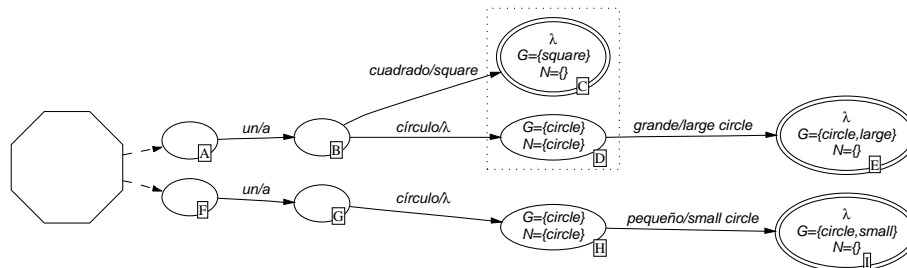 λ
G={square}
N={}
C
cuadrado/square
un/a
A
B
círculo/λ
G={circle}
N={circle}
D
grande/large circle
λ
G={circle,large}
N={}
E
un/a
F
G
círculo/λ
G={circle}
N={circle}
H
pequeño/small circle
λ
G={circle,small}
N={}
I